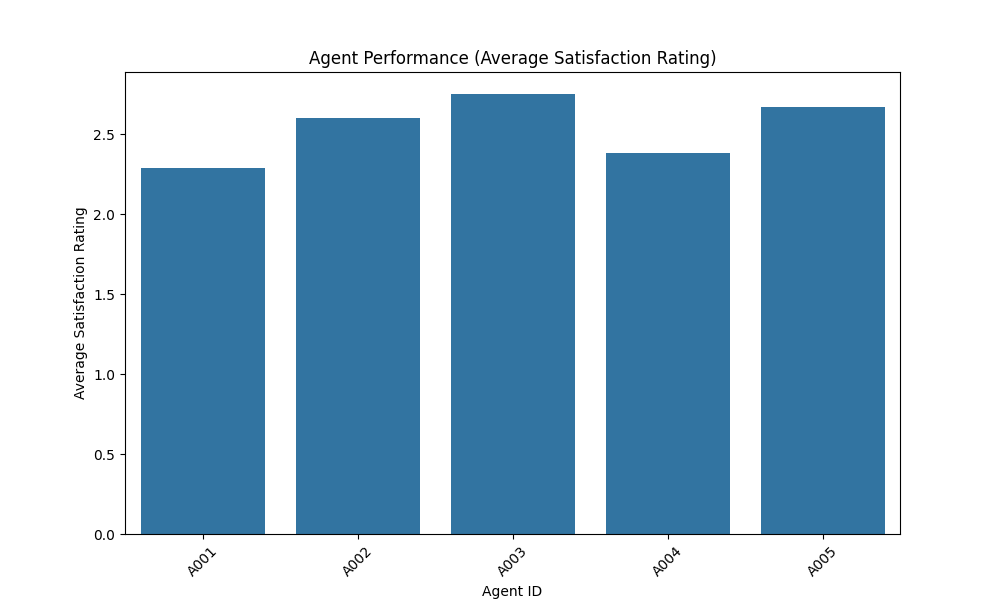 Agent Performance (Average Satisfaction Rating)
Average Satisfaction Rating
2.5
2.0
1.5
1.0
0.5
0.0
A001
A002
A003
A004
A005
Agent ID